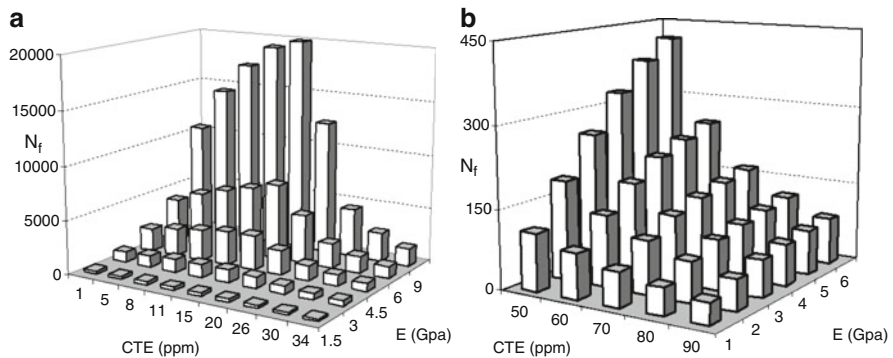 a
20000
15000
N_f
10000
5000
0
1 5 8 11 15 20 26 30 34
CTE (ppm)
1.5 3 4.5 6 9
E (Gpa)
b
450
300
N_f
150
0
50 60 70 80 90
CTE (ppm)
1 2 3 4 5 6
E (Gpa)